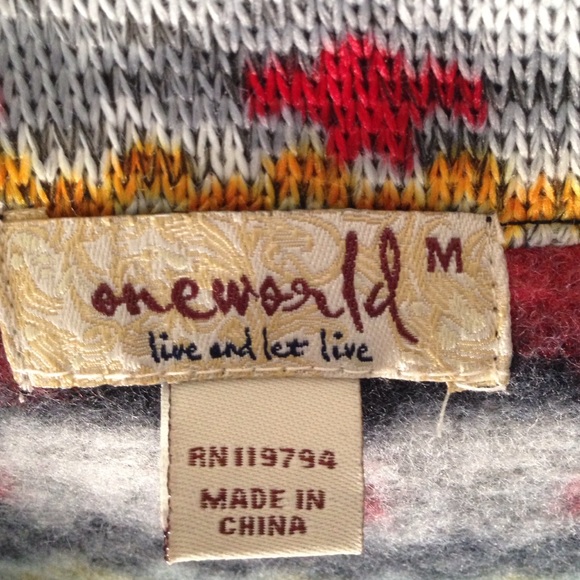 oneworld M
live and let live
RN119794
MADE IN
CHINA